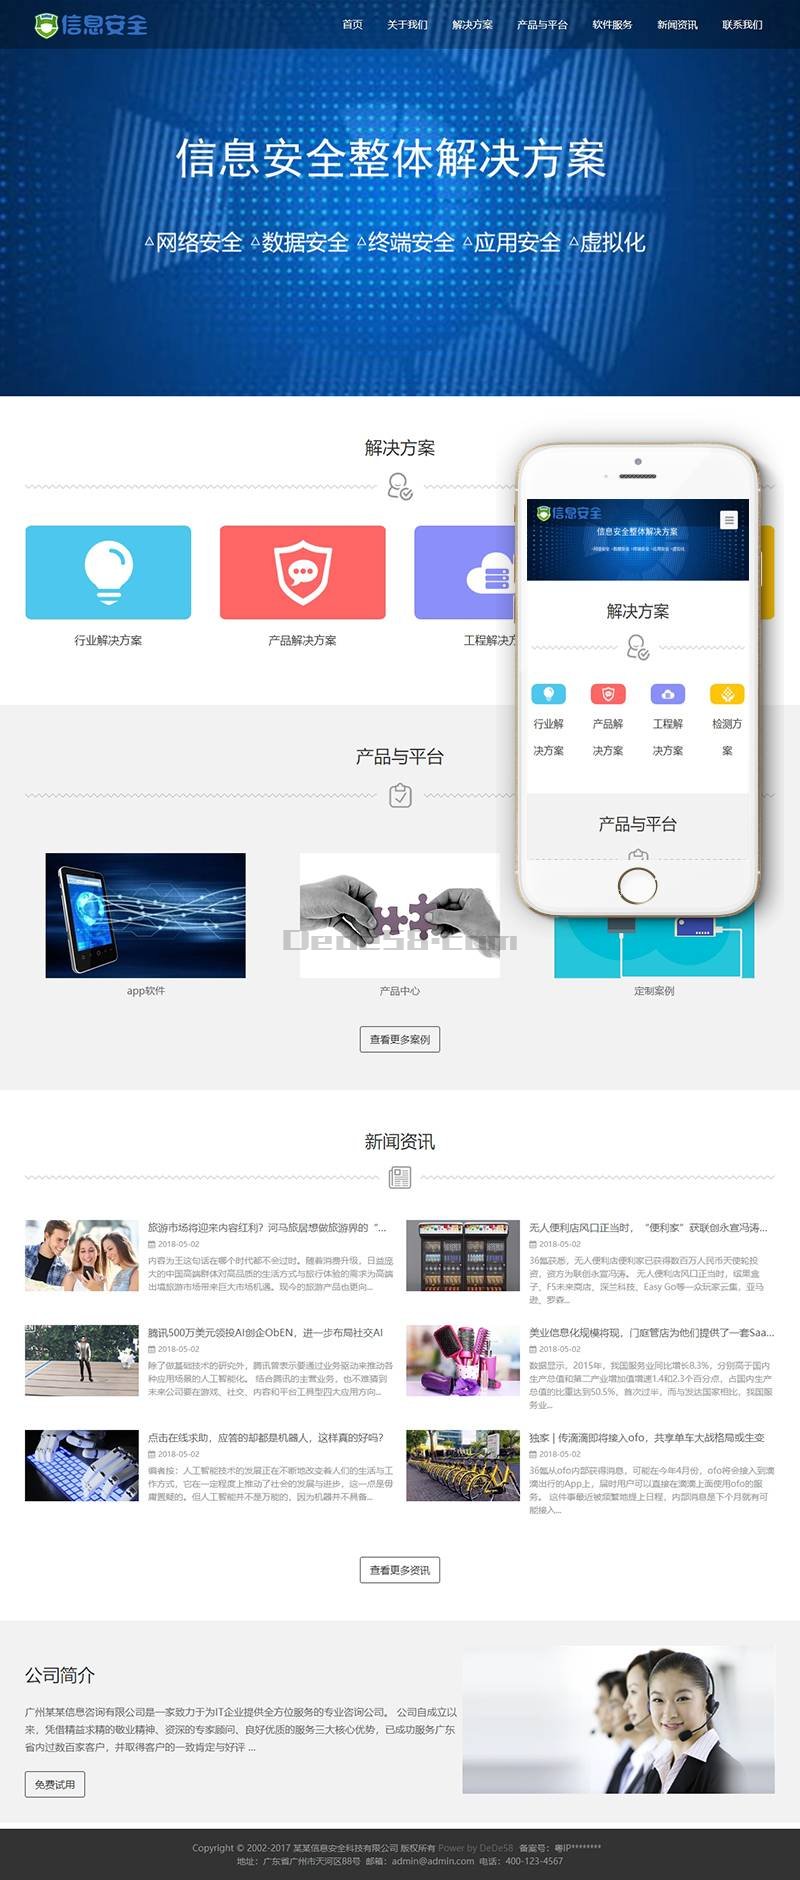 信息安全
首页 关于我们 解决方案 产品与平台 软件服务 新闻资讯 联系我们
信息安全整体解决方案
△网络安全 △数据安全 △终端安全 △应用安全 △虚拟化
解决方案
行业解决方案
产品解决方案
工程解决方
信息安全
信息安全整体解决方案
△网络安全 △数据安全 △终端安全 △应用安全 △虚拟化
解决方案
行业解
决方案
产品解
决方案
工程解
决方案
检测方
案
产品与平台
产品与平台
Dede58.com
app软件
产品中心
定制案例
查看更多案例
新闻资讯
旅游市场将迎来内容红利？河马旅居想做旅游界的“...
2018-05-02
内容为王这句话在哪个时代都不会过时。随着消费升级，日益庞
大的中国高端群体对高品质的生活方式与旅行体验的需求为高端
出境旅游市场带来巨大市场机遇。现今的旅游产品也更向...
无人便利店风口正当时，“便利家”获联创永宣冯涛...
2018-05-02
36氪获悉，无人便利店便利家已获得数百万人民币天使轮投
资，资方为联创永宣冯涛。 无人便利店风口正当时，缤果盒
子、F5未来商店、深兰科技、Easy Go等一众玩家云集，亚马
逊、罗森...
腾讯500万美元领投AI创企ObEN，进一步布局社交AI
2018-05-02
除了做基础技术的研究外，腾讯曾表示要通过业务驱动来推动各
种应用场景的人工智能化。 结合腾讯的主营业务，也不难猜到
未来公司要在游戏、社交、内容和平台工具型四大应用方向...
美业信息化规模将现，门庭管店为他们提供了一套Saa...
2018-05-02
数据显示，2015年，我国服务业同比增长8.3%，分别高于国内
生产总值和第二产业增加值增速1.4和2.3个百分点，占国内生产
总值的比重达到50.5%，首次过半，而与发达国家相比，我国服
务业...
点击在线求助，应答的却都是机器人，这样真的好吗？
2018-05-02
编者按：人工智能技术的发展正在不断地改变着人们的生活与工
作方式，它在一定程度上推动了社会的发展与进步，这一点是毋
庸置疑的。但人工智能并不是万能的，因为机器并不具备...
独家 | 传滴滴即将接入ofo，共享单车大战格局或生变
2018-05-02
36氪从ofo内部获得消息，可能在今年4月份，ofo将会接入到滴
滴出行的App上，届时用户可以直接在滴滴上面使用ofo的服
务。 这件事最近被频繁地提上日程，内部消息是下个月就有可
能接入...
查看更多资讯
公司简介
广州某某信息咨询有限公司是一家致力于为IT企业提供全方位服务的专业咨询公司。 公司自成立以
来，凭借精益求精的敬业精神、资深的专家顾问、良好优质的服务三大核心优势，已成功服务广东
省内过数百家客户，并取得客户的一致肯定与好评 ...
免费试用
Copyright © 2002-2017 某某信息安全科技有限公司 版权所有 Power by DeDe58 备案号：粤IP********
地址：广东省广州市天河区88号 邮箱：admin@admin.com 电话：400-123-4567